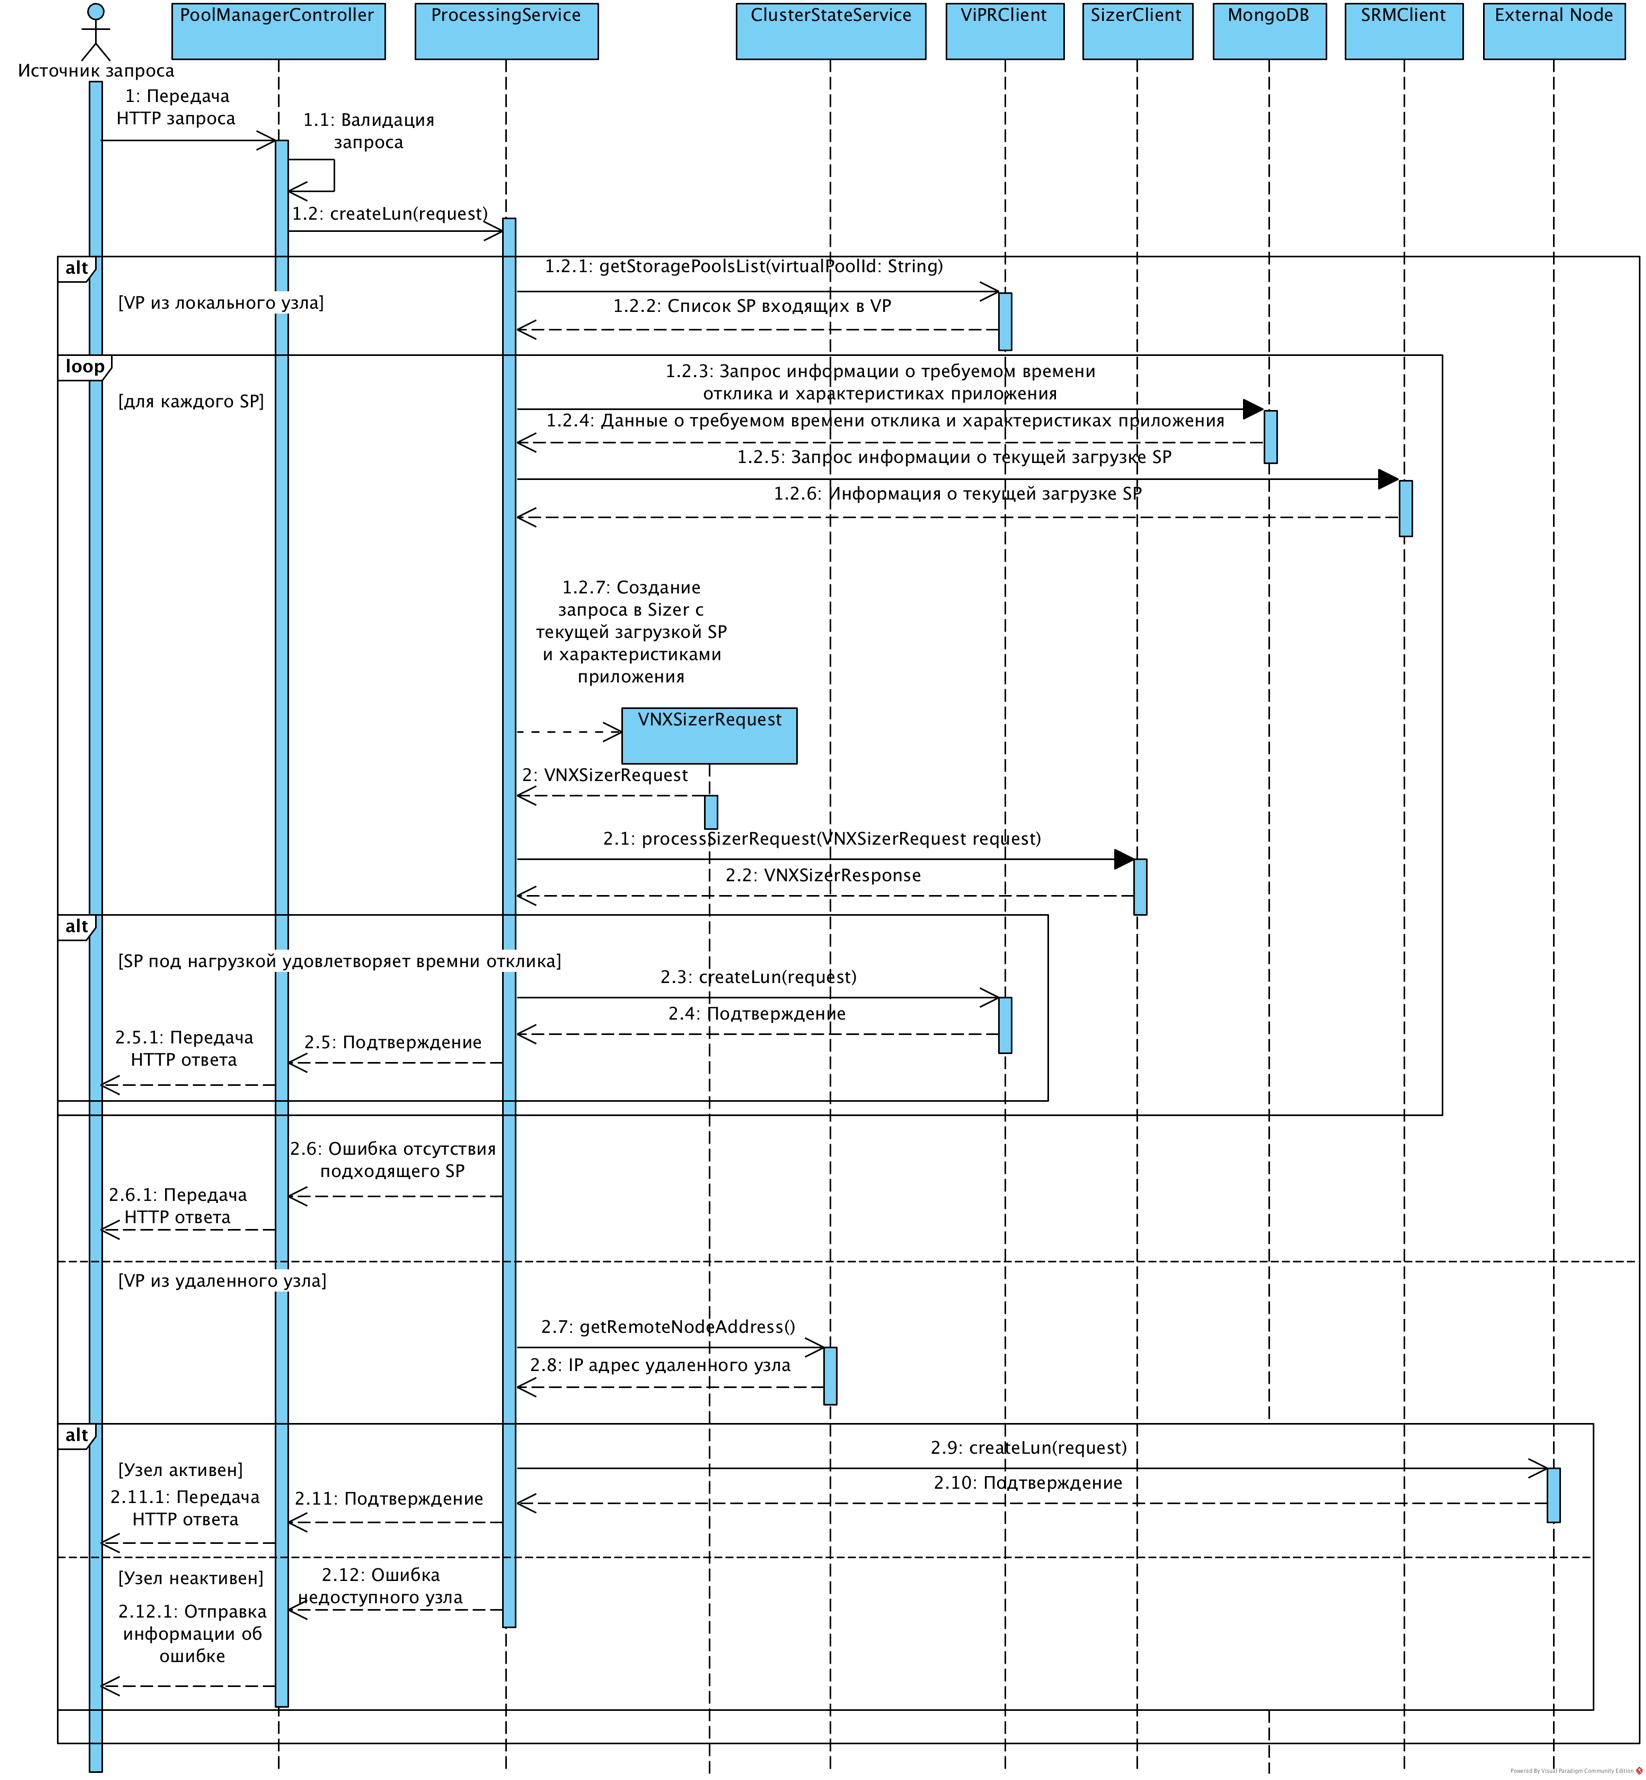 PoolManagerController
ProcessingService
ClusterStateService
ViPRClient
SizerClient
MongoDB
SRMClient
External Node
Источник запроса
1: Передача
HTTP запроса
1.1: Валидация
запроса
1.2: createLun(request)
alt
1.2.1: getStoragePoolsList(virtualPoolId: String)
[VP из локального узла]
1.2.2: Список SP входящих в VP
loop
[для каждого SP]
1.2.3: Запрос информации о требуемом времени
отклика и характеристиках приложения
1.2.4: Данные о требуемом времени отклика и характеристиках приложения
1.2.5: Запрос информации о текущей загрузке SP
1.2.6: Информация о текущей загрузке SP
1.2.7: Создание
запроса в Sizer с
текущей загрузкой SP
и характеристиками
приложения
VNXSizerRequest
2: VNXSizerRequest
2.1: processSizerRequest(VNXSizerRequest request)
2.2: VNXSizerResponse
alt
[SP под нагрузкой удовлетворяет времни отклика]
2.3: createLun(request)
2.4: Подтверждение
2.5: Подтверждение
2.5.1: Передача
HTTP ответа
2.6: Ошибка отсутствия
подходящего SP
2.6.1: Передача
HTTP ответа
[VP из удаленного узла]
2.7: getRemoteNodeAddress()
2.8: IP адрес удаленного узла
alt
[Узел активен]
2.9: createLun(request)
2.10: Подтверждение
2.11: Подтверждение
2.11.1: Передача
HTTP ответа
[Узел неактивен]
2.12: Ошибка
недоступного узла
2.12.1: Отправка
информации об
ошибке
Powered By Visual Paradigm Community Edition